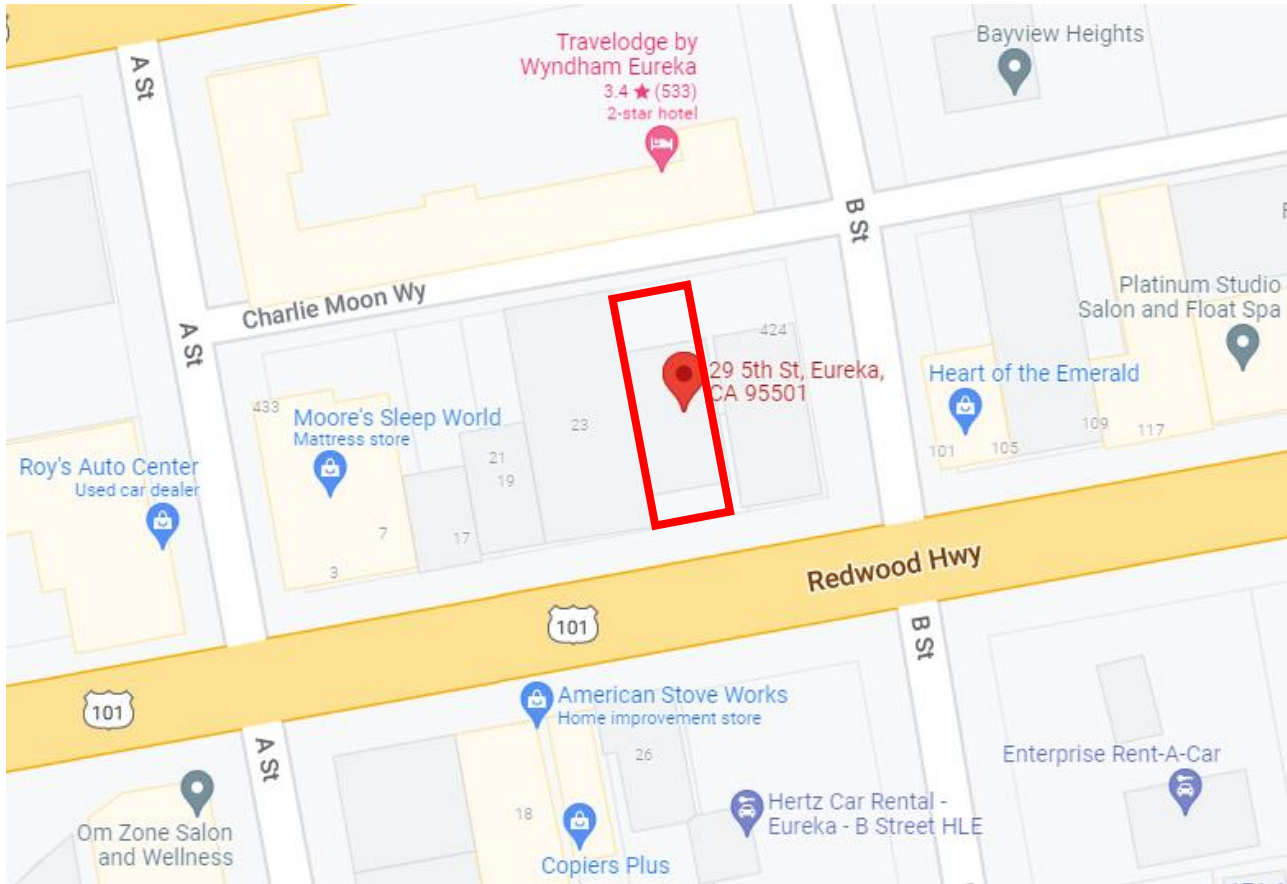 A St
Travelodge by
Wyndham Eureka
3.4 ★ (533)
2-star hotel
Bayview Heights
B St
Platinum Studio
Salon and Float Spa
Charlie Moon Wy
A St
424
29 5th St, Eureka,
CA 95501
Heart of the Emerald
433
Moore's Sleep World
Mattress store
23
109
117
101
105
Roy's Auto Center
Used car dealer
21
19
7
17
3
Redwood Hwy
101
B St
101
American Stove Works
Home improvement store
A St
26
Enterprise Rent-A-Car
18
Hertz Car Rental -
Eureka - B Street HLE
Om Zone Salon
and Wellness
Copiers Plus